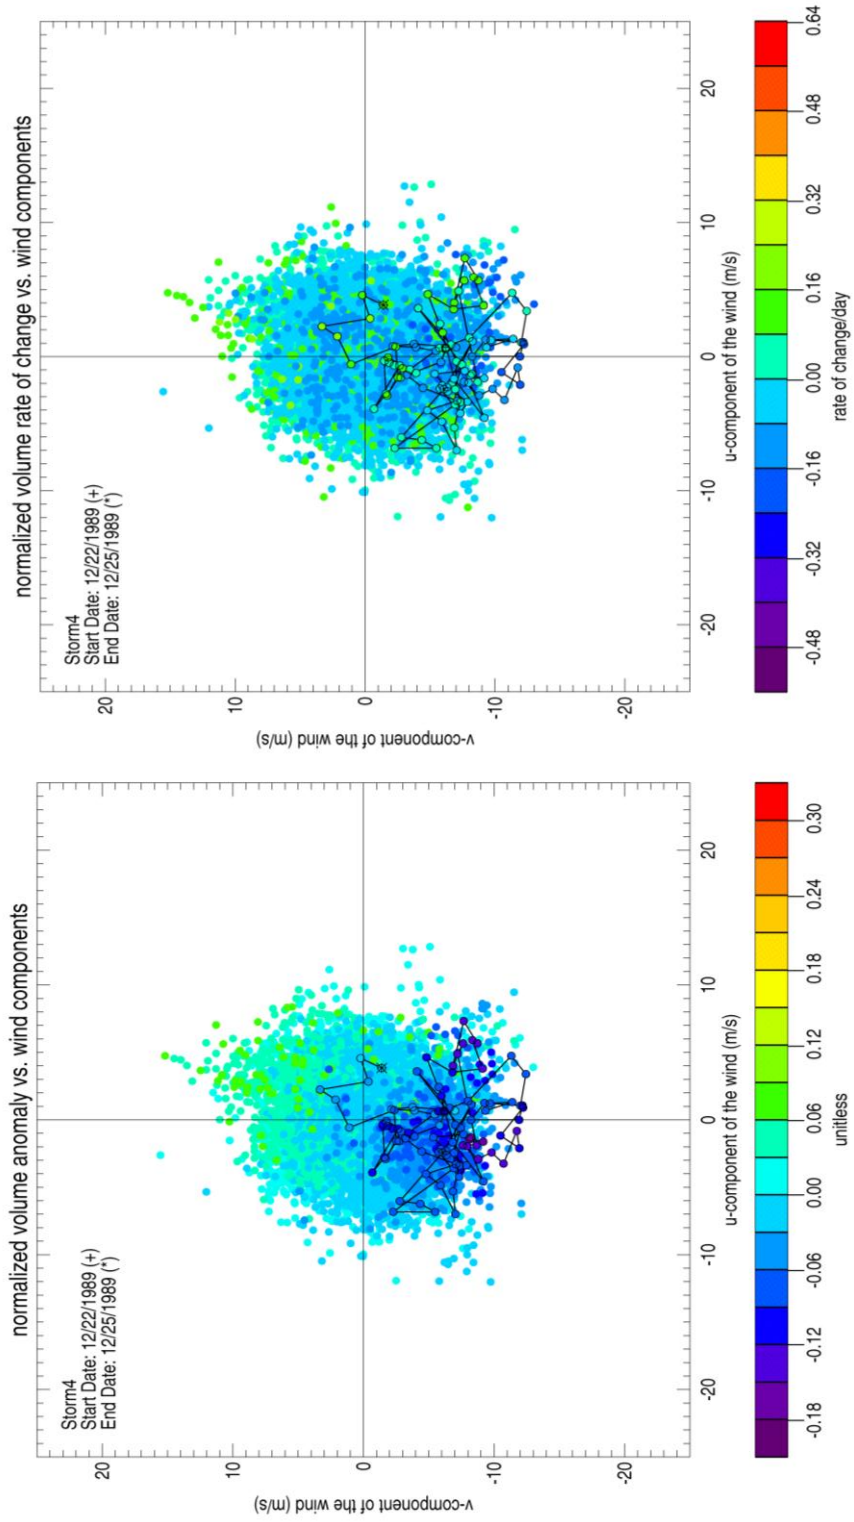 normalized volume anomaly vs. wind components
Storm4
Start Date: 12/22/1989 (+)
End Date: 12/25/1989 (*)
v-component of the wind (m/s)
20
10
0
-10
-20
-20 -10 0 10 20
u-component of the wind (m/s)
-0.18 -0.12 -0.06 0.00 0.06 0.12 0.18 0.24 0.30
unitless
normalized volume rate of change vs. wind components
Storm4
Start Date: 12/22/1989 (+)
End Date: 12/25/1989 (*)
v-component of the wind (m/s)
20
10
0
-10
-20
-20 -10 0 10 20
u-component of the wind (m/s)
-0.48 -0.32 -0.16 0.00 0.16 0.32 0.48 0.64
rate of change/day